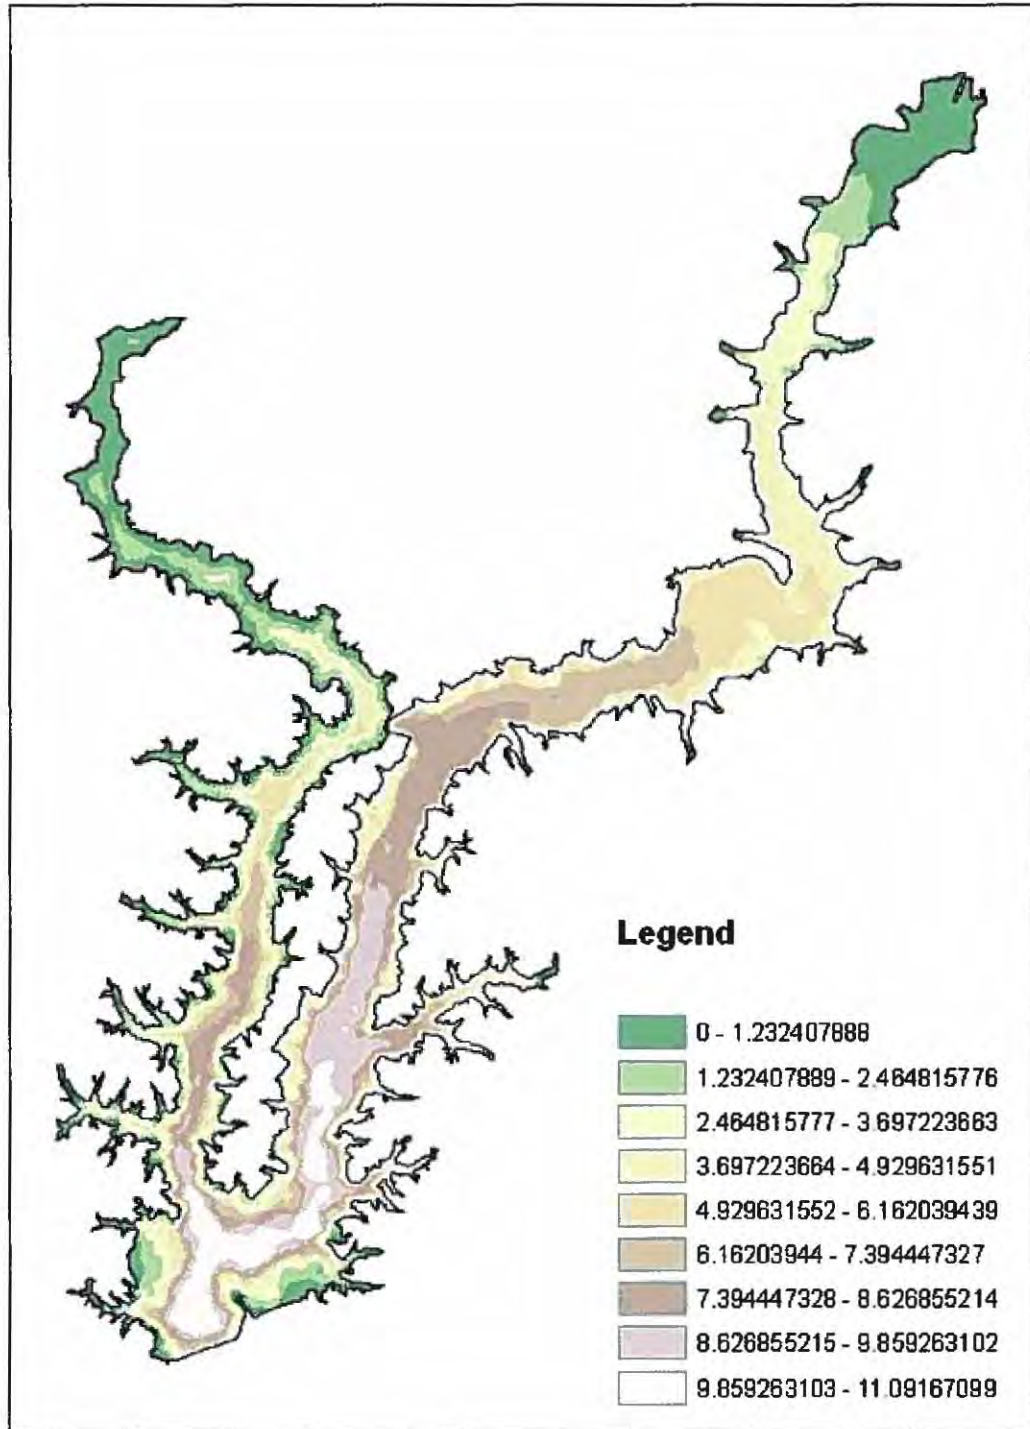 Legend
0 - 1.232407888
1.232407889 - 2.464815776
2.464815777 - 3.697223663
3.697223664 - 4.929631551
4.929631552 - 6.162039439
6.16203944 - 7.394447327
7.394447328 - 8.626855214
8.626855215 - 9.859263102
9.859263103 - 11.09167099